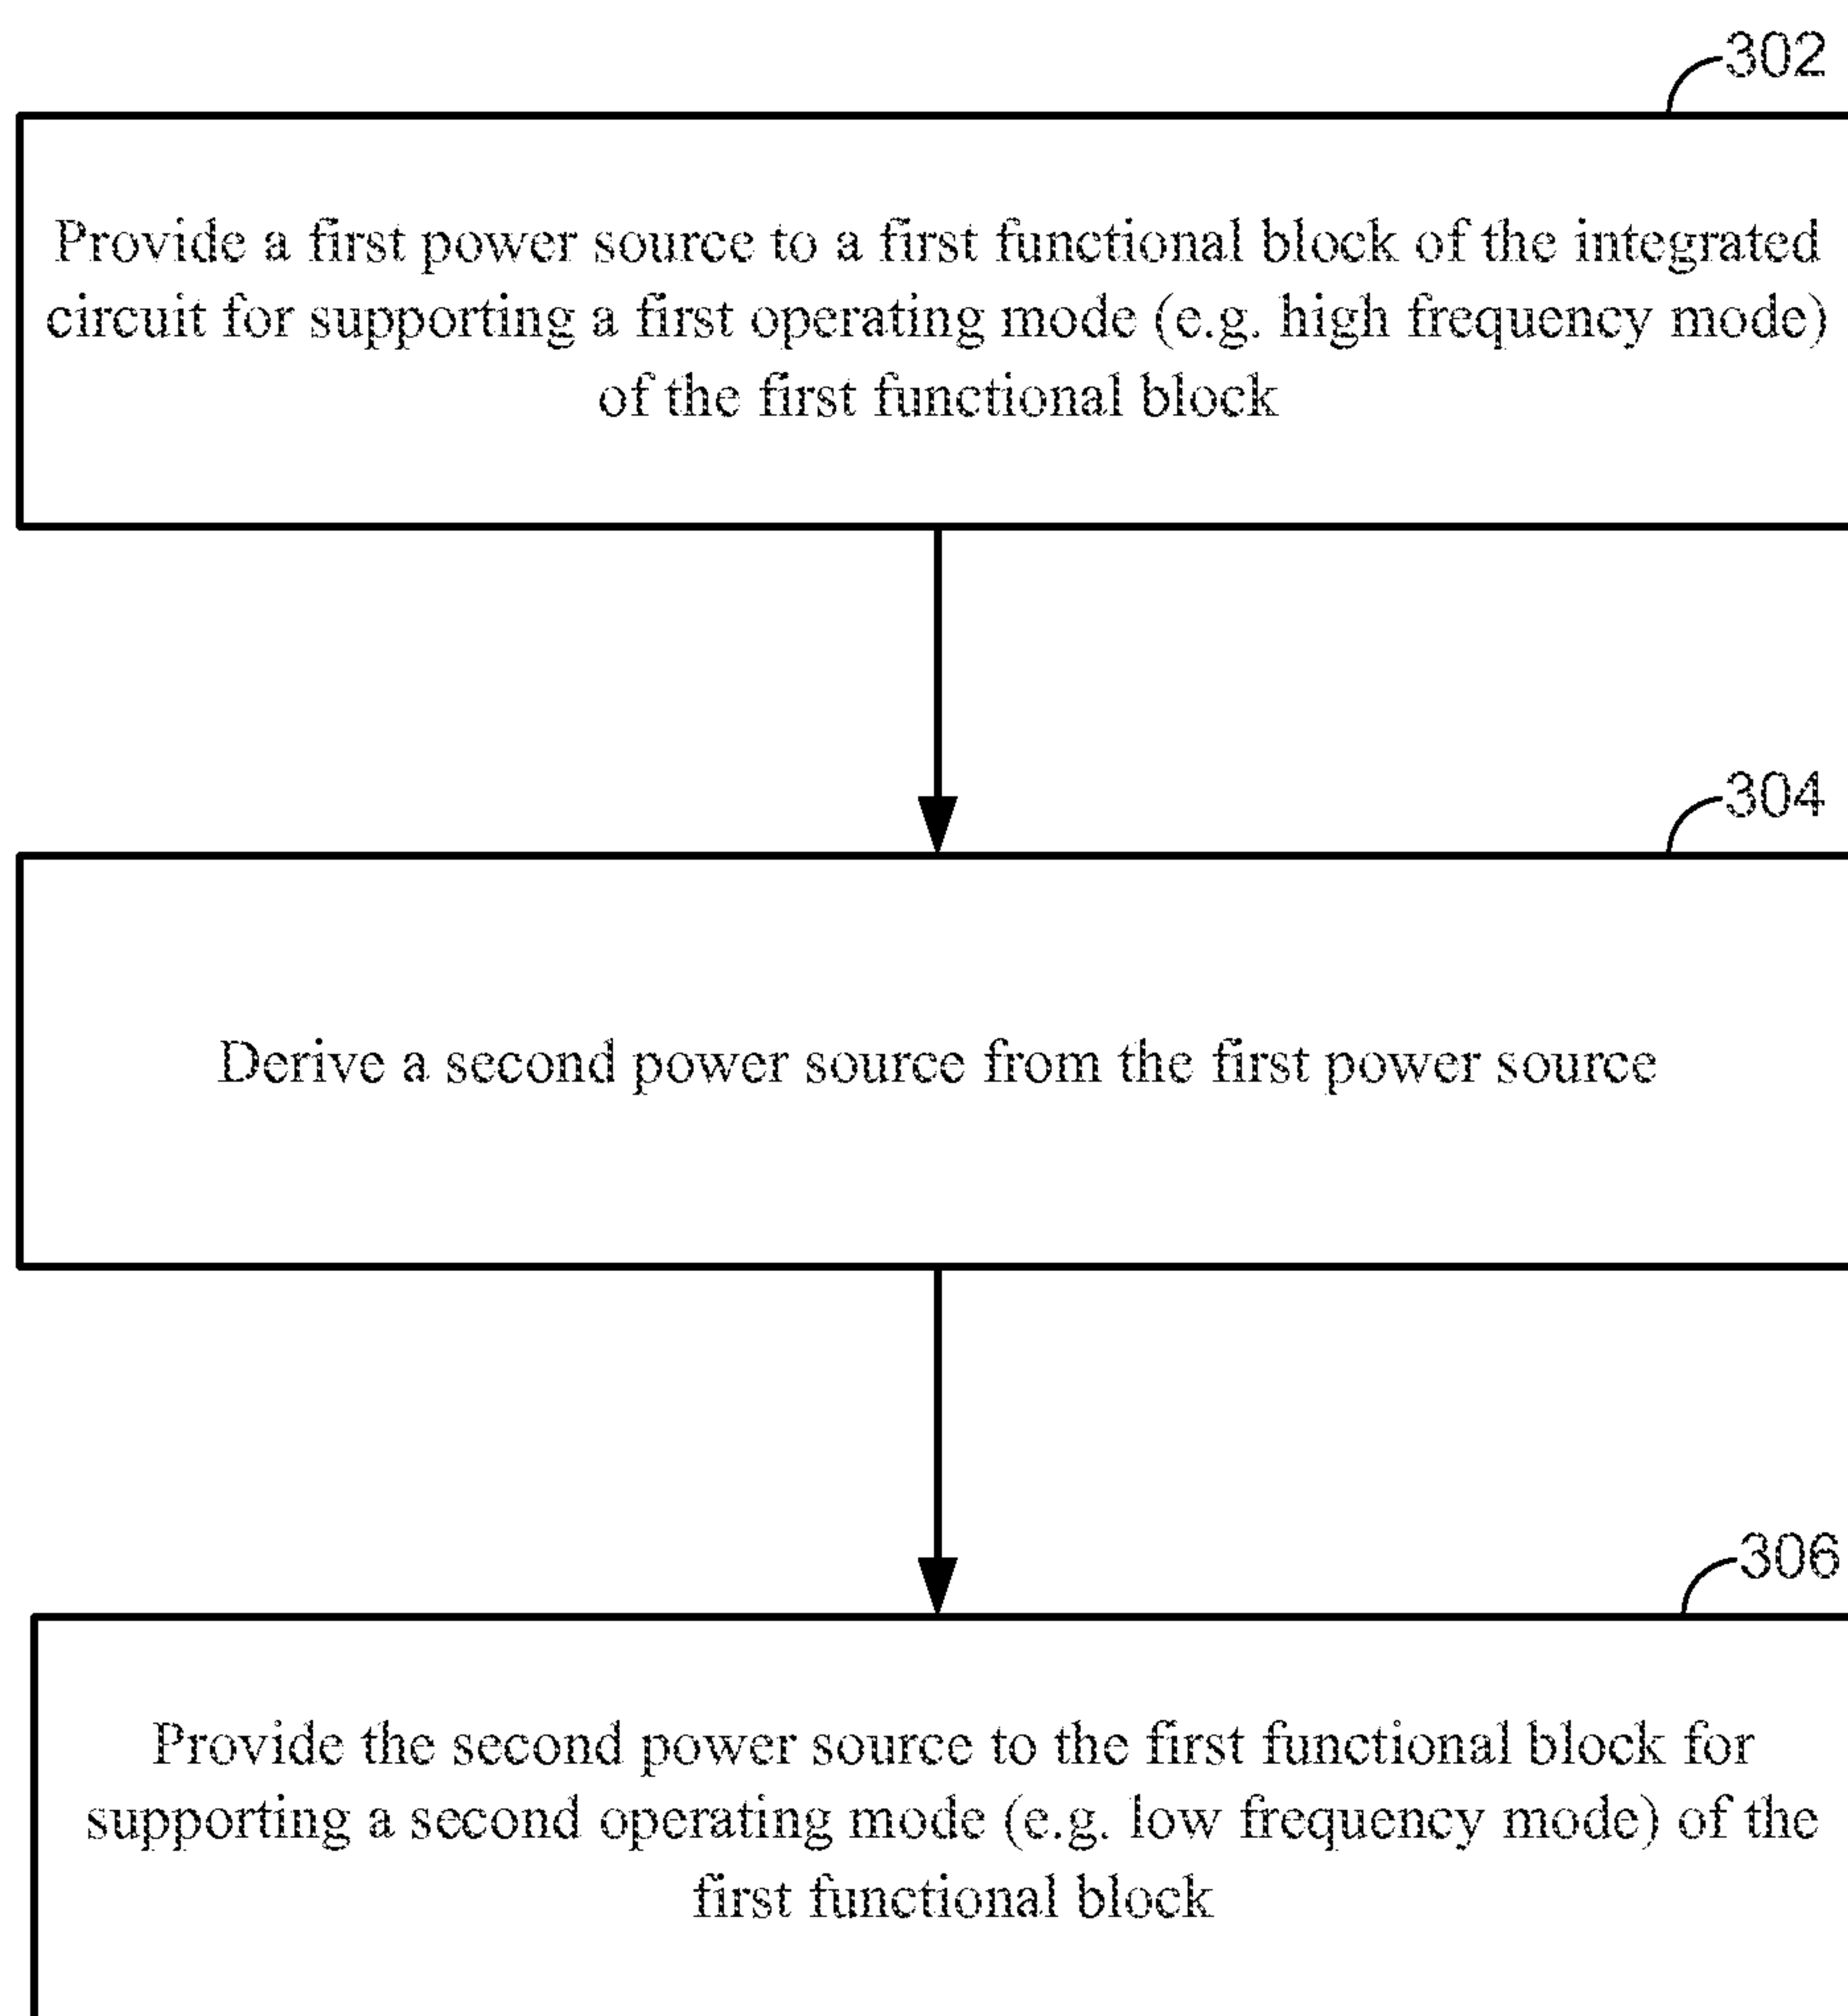 302
Provide a first power source to a first functional block of the integrated
circuit for supporting a first operating mode (e.g. high frequency mode)
of the first functional block
304
Derive a second power source from the first power source
306
Provide the second power source to the first functional block for
supporting a second operating mode (e.g. low frequency mode) of the
first functional block